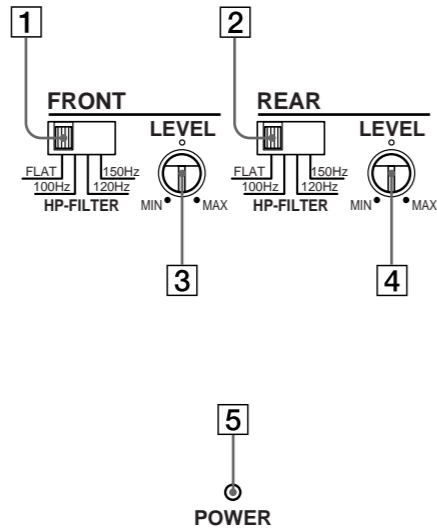 1 2
FRONT REAR
LEVEL LEVEL
FLAT 150Hz FLAT 150Hz
100Hz 120Hz 100Hz 120Hz
HP-FILTER MIN MAX HP-FILTER MIN MAX
3 4
5
POWER